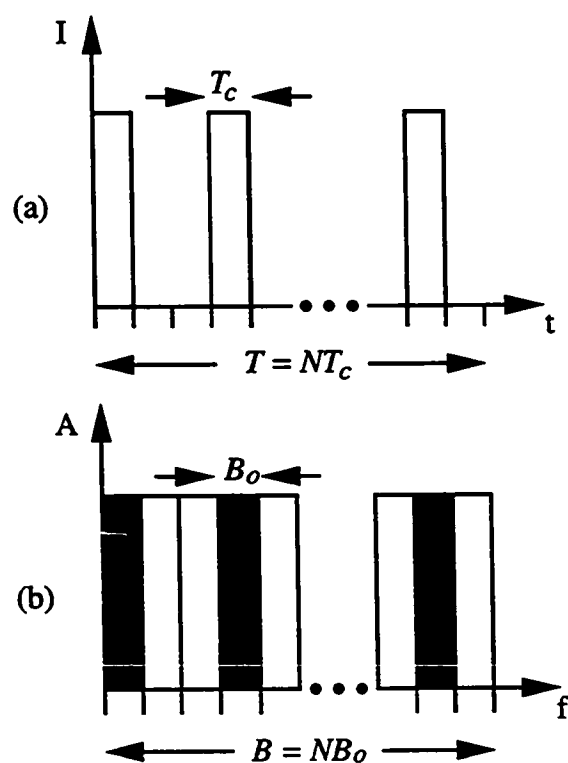 I
T_c
(a)
t
T = NT_c
A
B_o
(b)
f
B = NB_o